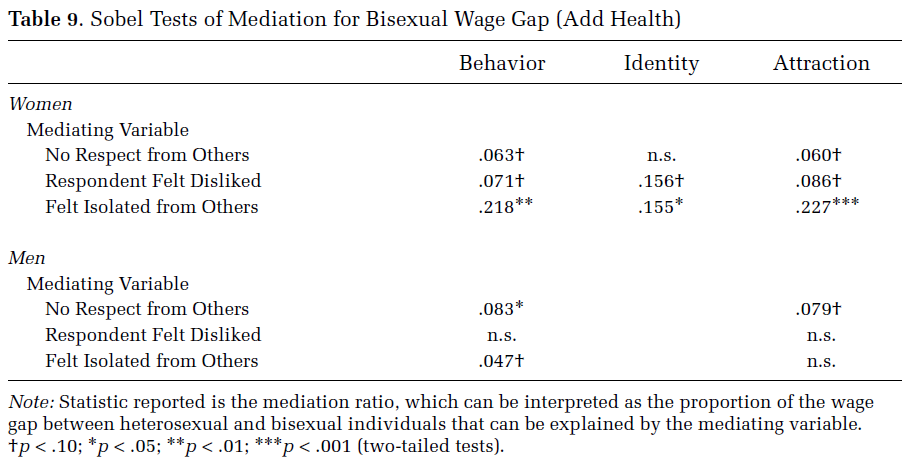 Table 9. Sobel Tests of Mediation for Bisexual Wage Gap (Add Health)
Behavior Identity Attraction
Women
Mediating Variable
No Respect from Others .063† n.s. .060†
Respondent Felt Disliked .071† .156† .086†
Felt Isolated from Others .218** .155* .227***
Men
Mediating Variable
No Respect from Others .083* .079†
Respondent Felt Disliked n.s. n.s.
Felt Isolated from Others .047† n.s.
Note: Statistic reported is the mediation ratio, which can be interpreted as the proportion of the wage
gap between heterosexual and bisexual individuals that can be explained by the mediating variable.
†p < .10; *p < .05; **p < .01; ***p < .001 (two-tailed tests).